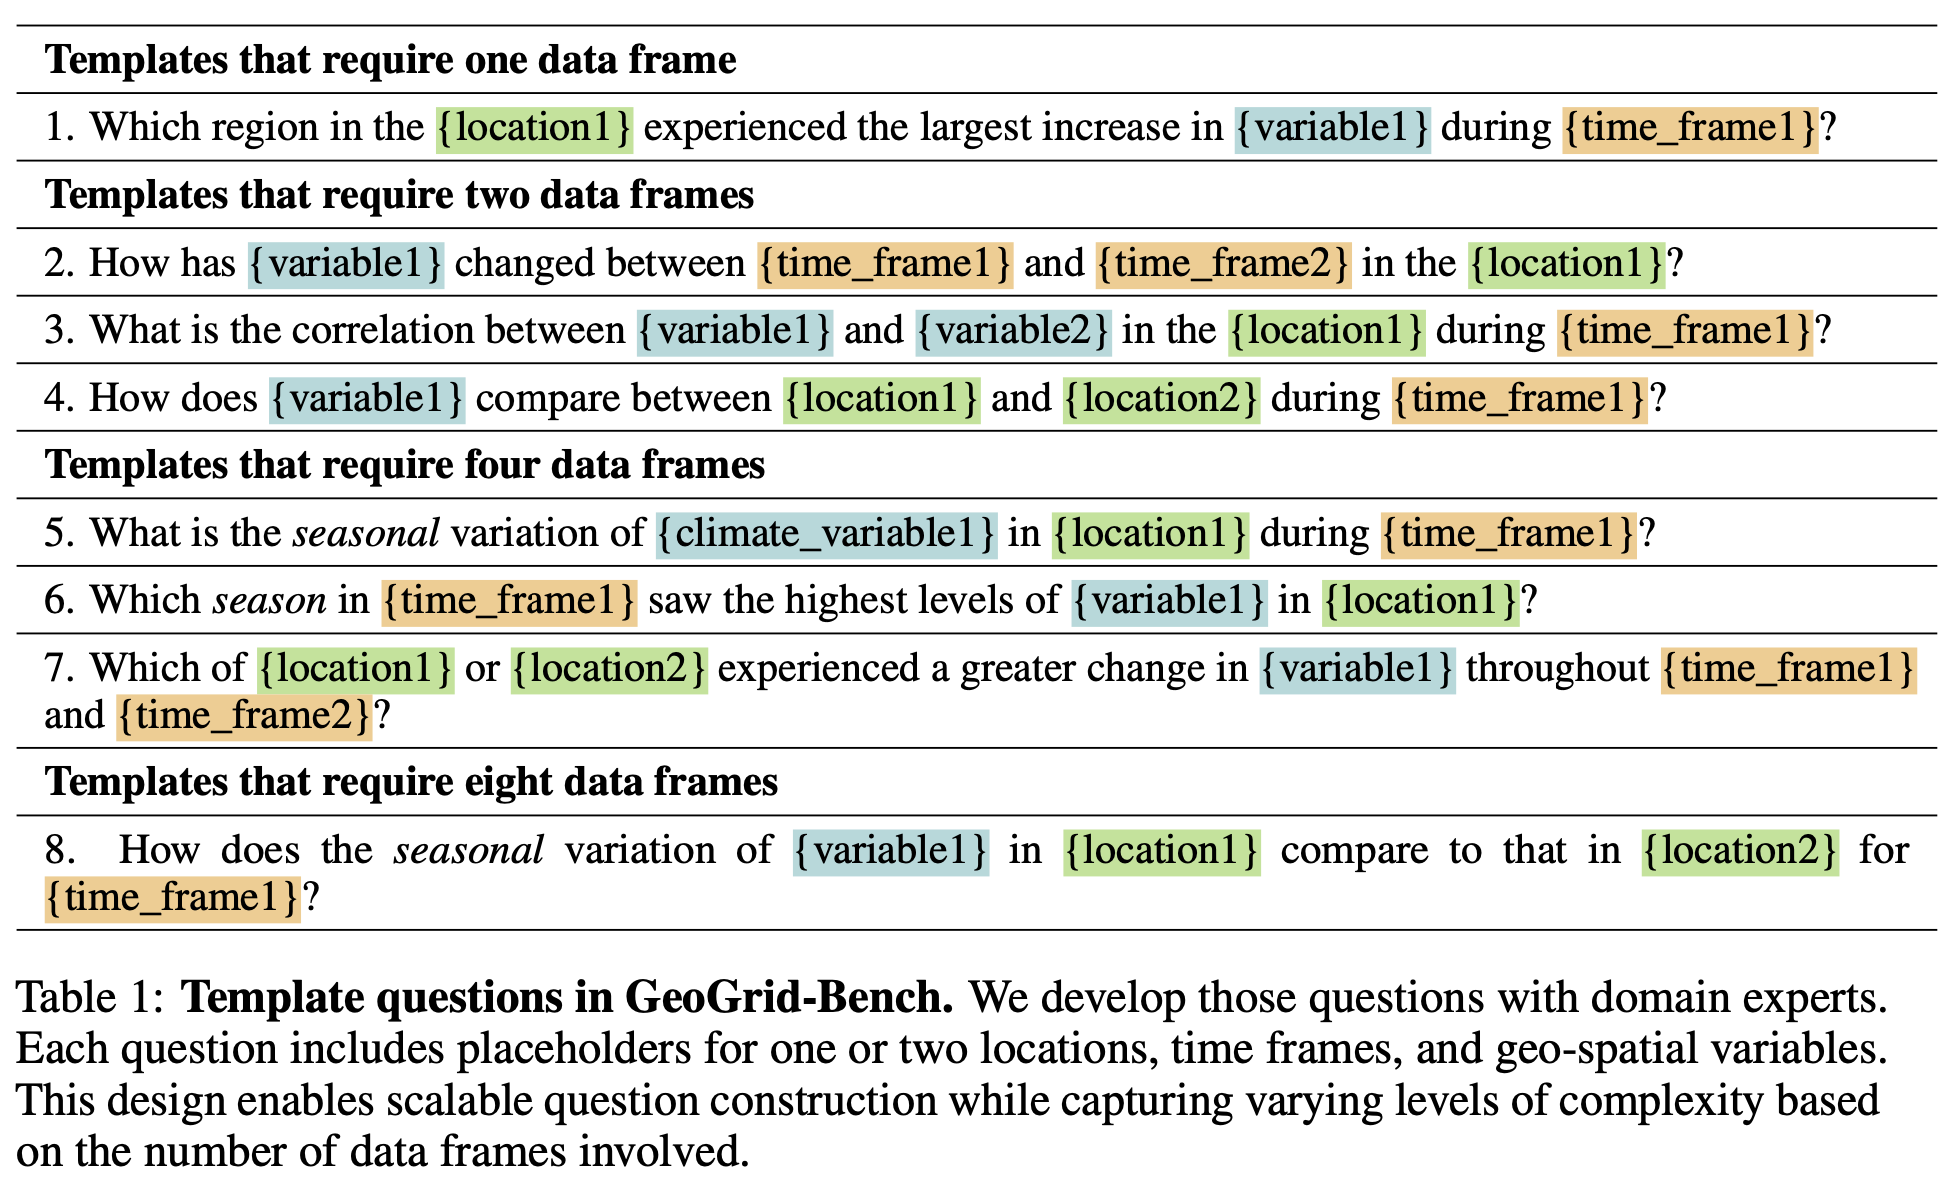 Templates that require one data frame
1. Which region in the {location1} experienced the largest increase in {variable1} during {time_frame1}?
Templates that require two data frames
2. How has {variable1} changed between {time_frame1} and {time_frame2} in the {location1}?
3. What is the correlation between {variable1} and {variable2} in the {location1} during {time_frame1}?
4. How does {variable1} compare between {location1} and {location2} during {time_frame1}?
Templates that require four data frames
5. What is the seasonal variation of {climate_variable1} in {location1} during {time_frame1}?
6. Which season in {time_frame1} saw the highest levels of {variable1} in {location1}?
7. Which of {location1} or {location2} experienced a greater change in {variable1} throughout {time_frame1}
and {time_frame2}?
Templates that require eight data frames
8. How does the seasonal variation of {variable1} in {location1} compare to that in {location2} for
{time_frame1}?
Table 1: Template questions in GeoGrid-Bench. We develop those questions with domain experts.
Each question includes placeholders for one or two locations, time frames, and geo-spatial variables.
This design enables scalable question construction while capturing varying levels of complexity based
on the number of data frames involved.